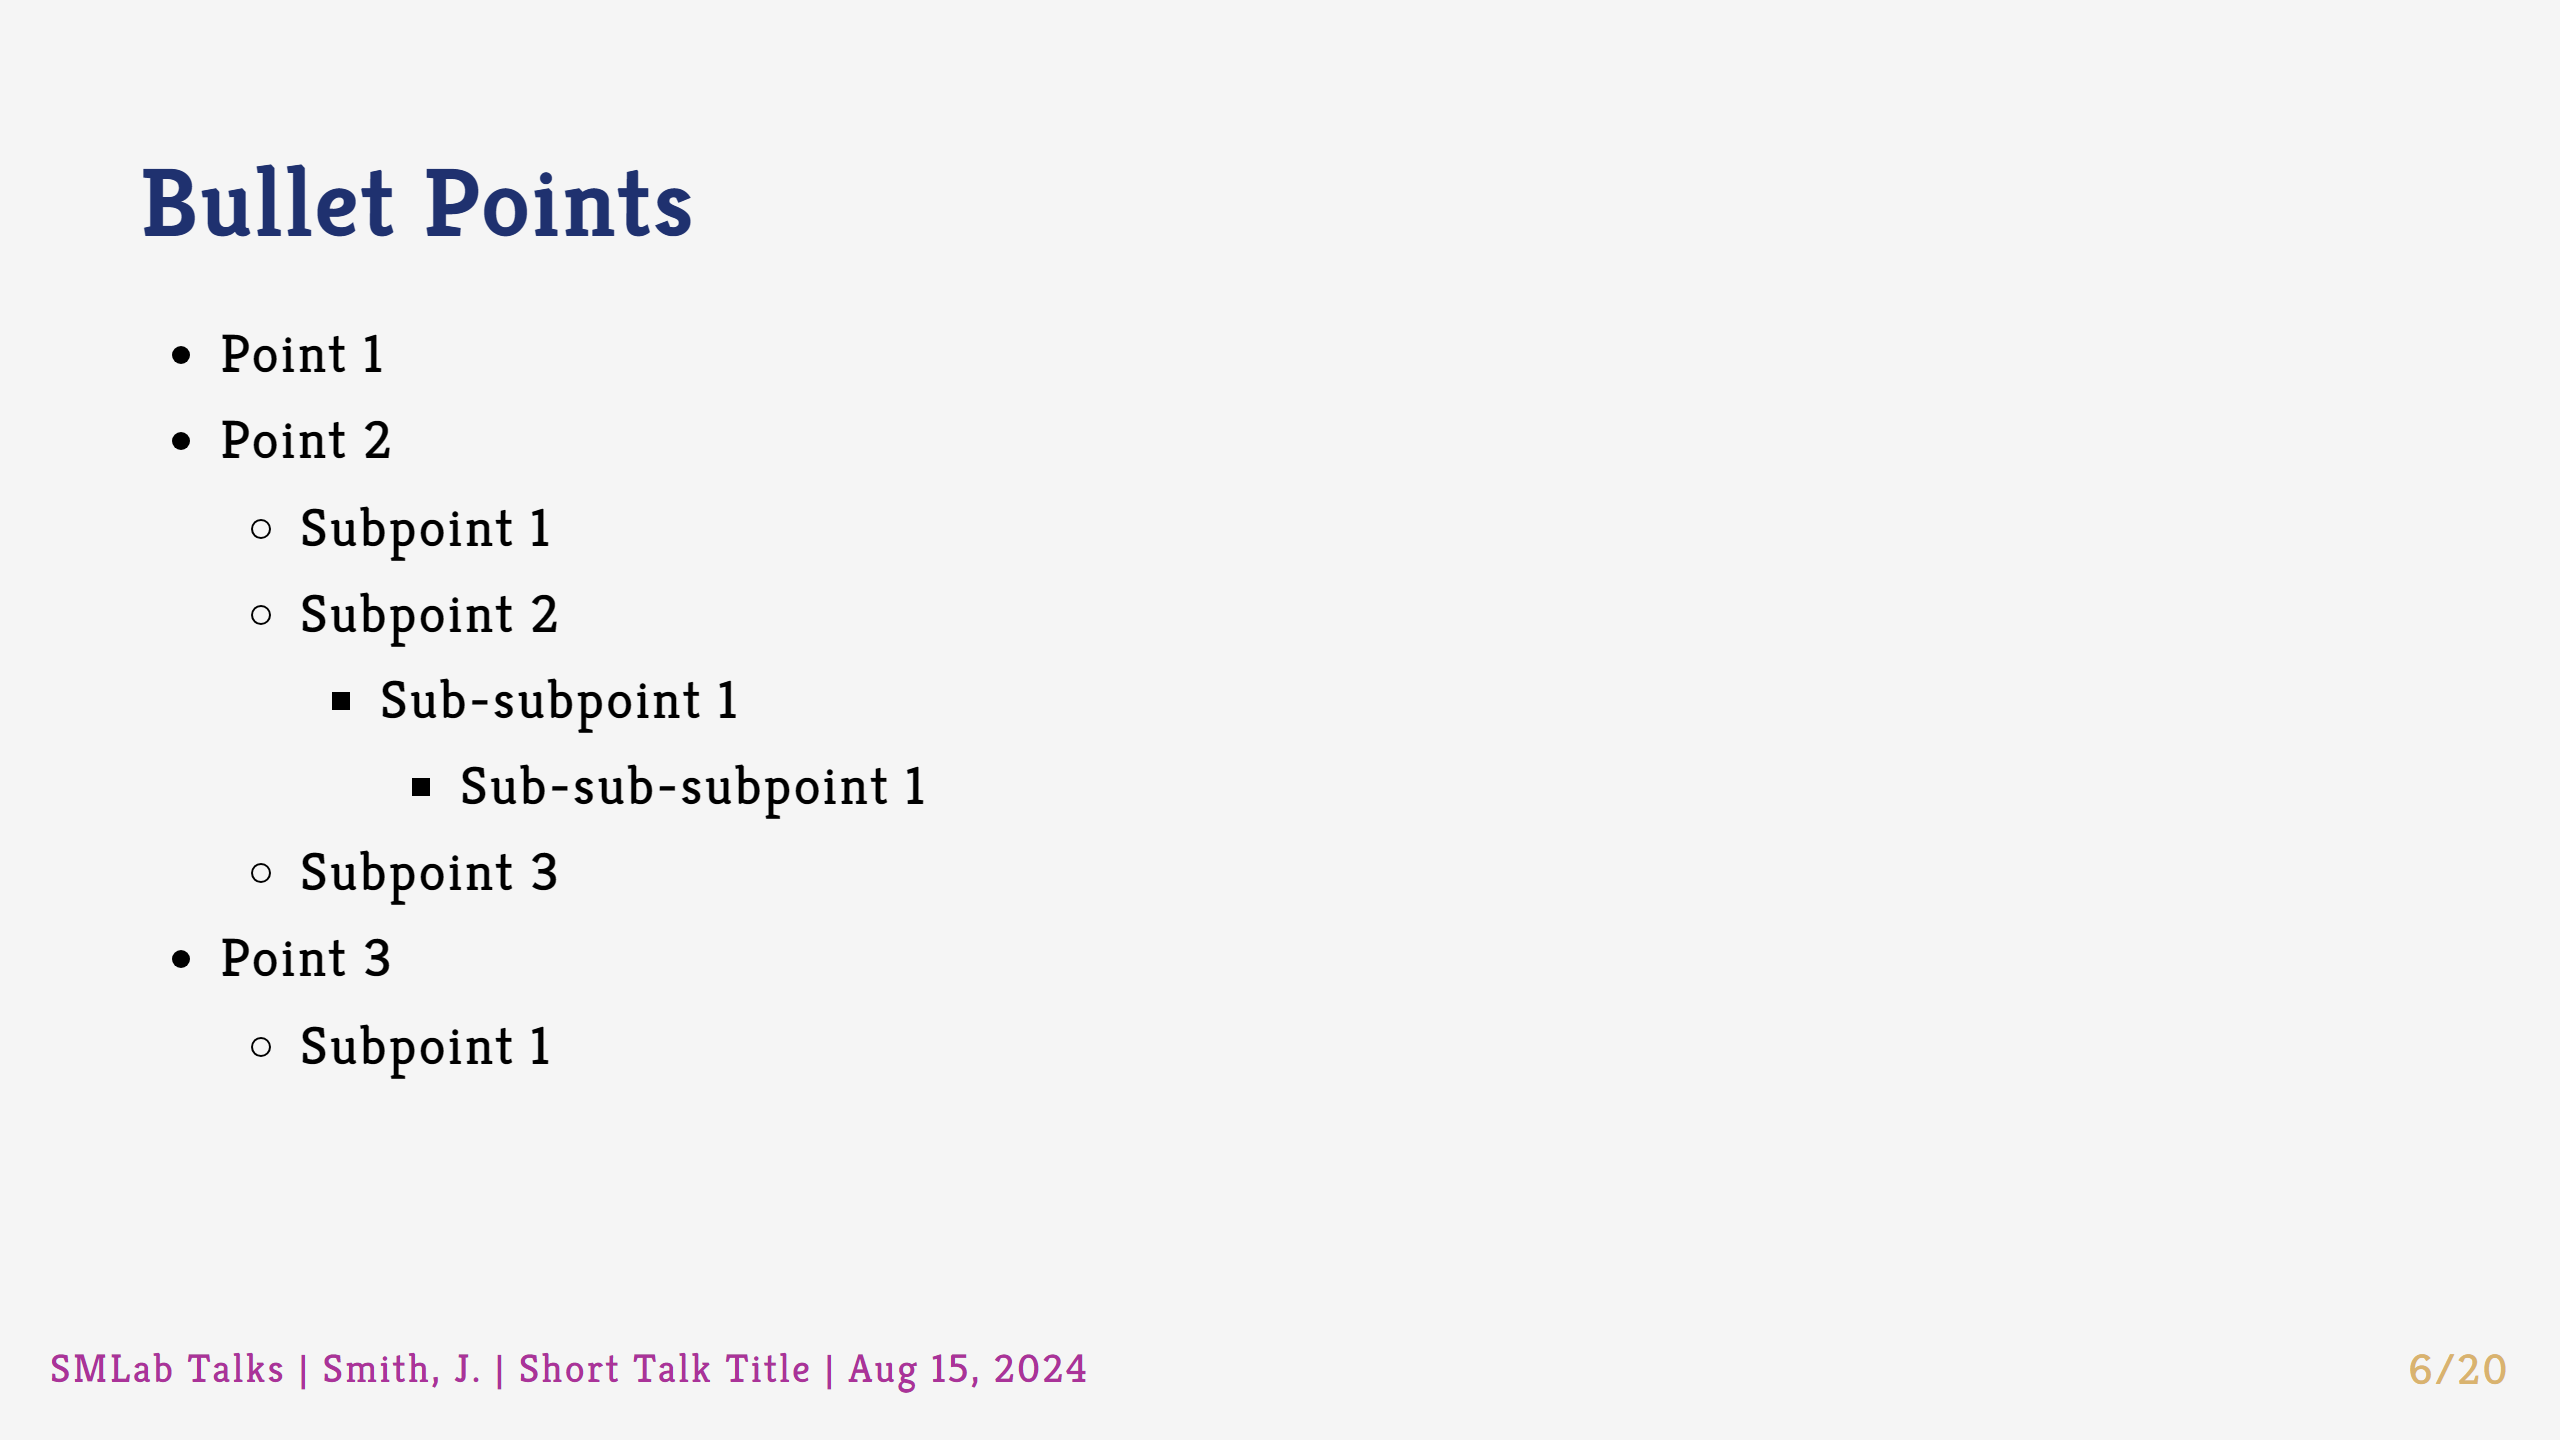 Bullet Points
• Point 1
• Point 2
○ Subpoint 1
○ Subpoint 2
■ Sub-subpoint 1
■ Sub-sub-subpoint 1
○ Subpoint 3
• Point 3
○ Subpoint 1
SMLab Talks | Smith, J. | Short Talk Title | Aug 15, 2024
6/20